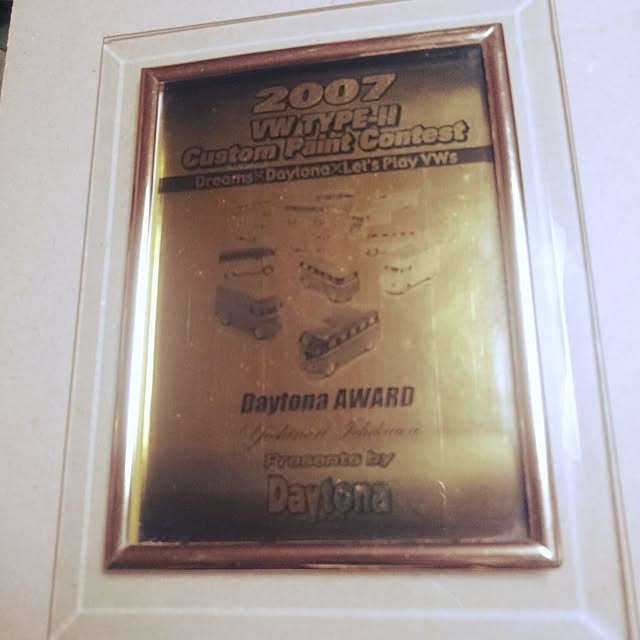 2007
VW TYPE-II
Custom Paint Contest
Dreams×Daytona×Let's Play VWs
Daytona AWARD
Presents by
Daytona